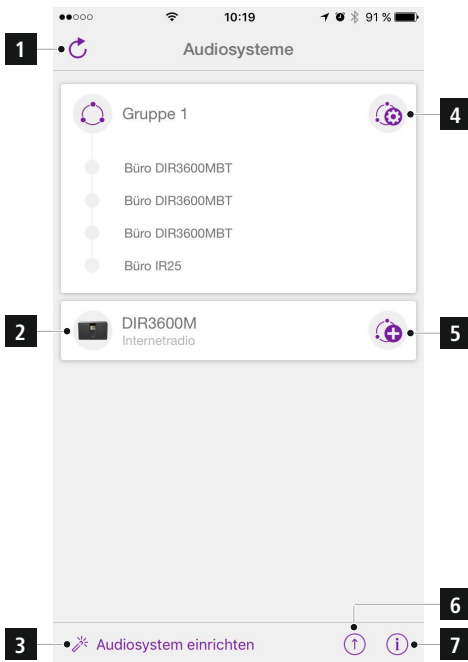 10:19
91 %
1
Audiosysteme
Gruppe 1
4
Büro DIR3600MBT
Büro DIR3600MBT
Büro DIR3600MBT
Büro IR25
2
DIR3600M
Internetradio
5
6
3
Audiosystem einrichten
7